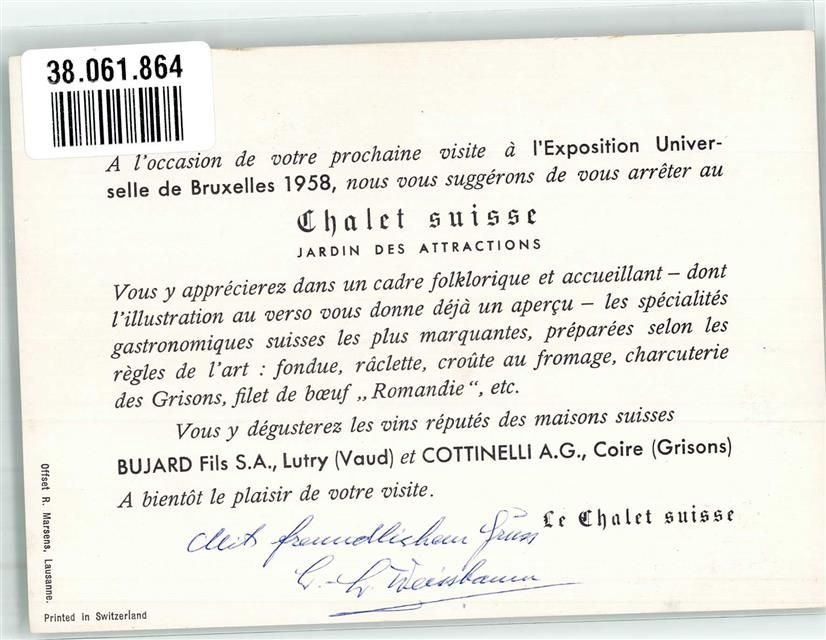 38.061.864
A l'occasion de votre prochaine visite à l'Exposition Univer-
selle de Bruxelles 1958, nous vous suggérons de vous arrêter au
Chalet suisse
JARDIN DES ATTRACTIONS
Vous y apprécierez dans un cadre folklorique et accueillant – dont
l'illustration au verso vous donne déjà un aperçu – les spécialités
gastronomiques suisses les plus marquantes, préparées selon les
règles de l'art : fondue, râclette, croûte au fromage, charcuterie
des Grisons, filet de bœuf „Romandie“, etc.
Vous y dégusterez les vins réputés des maisons suisses
BUJARD Fils S.A., Lutry (Vaud) et COTTINELLI A.G., Coire (Grisons)
A bientôt le plaisir de votre visite.
Le Chalet suisse
Mit freundlichem Gruss
Weissbaum
Offset R. Marsens, Lausanne.
Printed in Switzerland